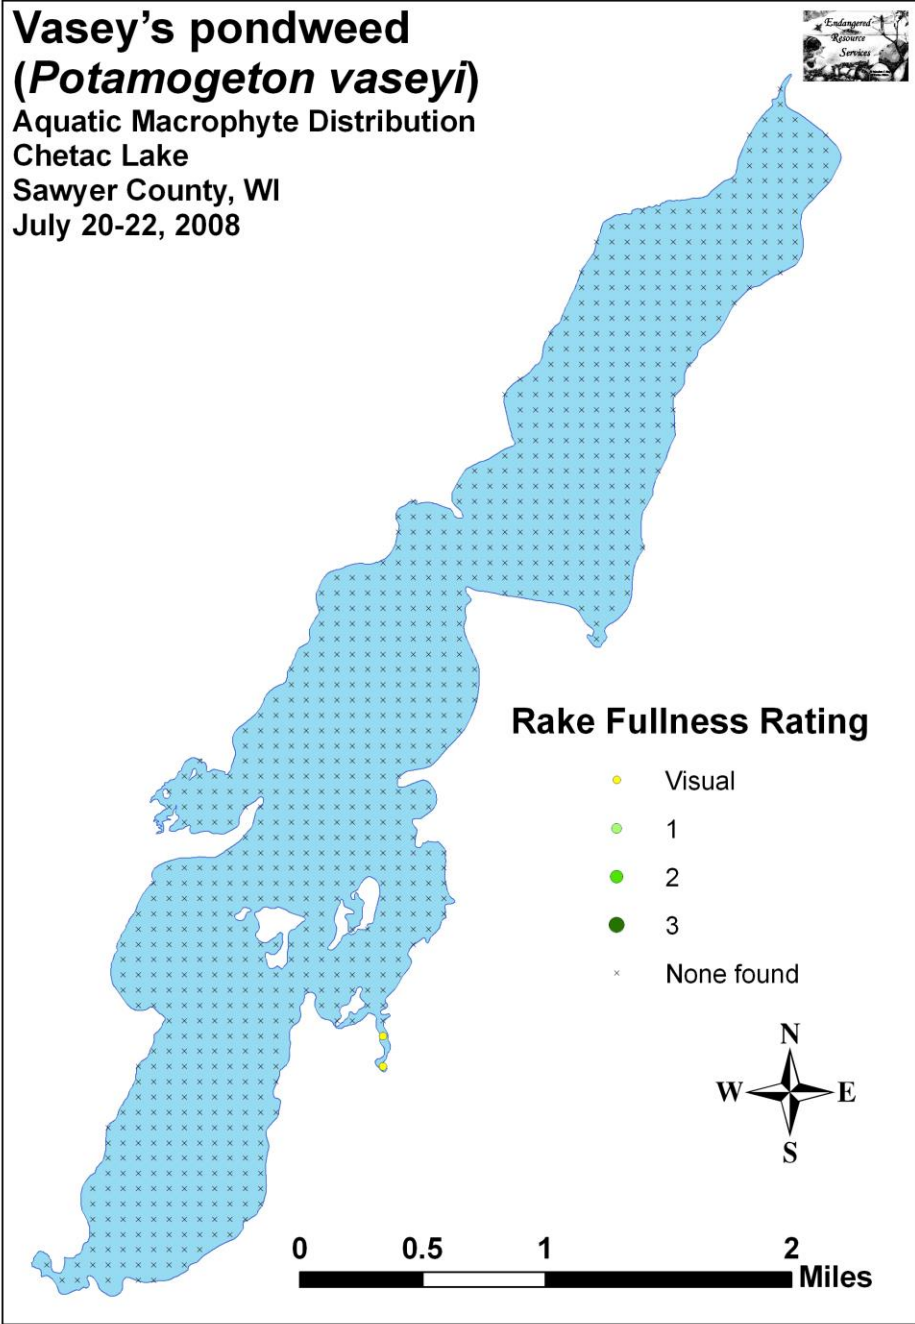 Vasey's pondweed
(Potamogeton vaseyi)
Aquatic Macrophyte Distribution
Chetac Lake
Sawyer County, WI
July 20-22, 2008
Endangered
Resource
Services
Rake Fullness Rating
Visual
1
2
3
None found
N
W E
S
0 0.5 1 2
Miles